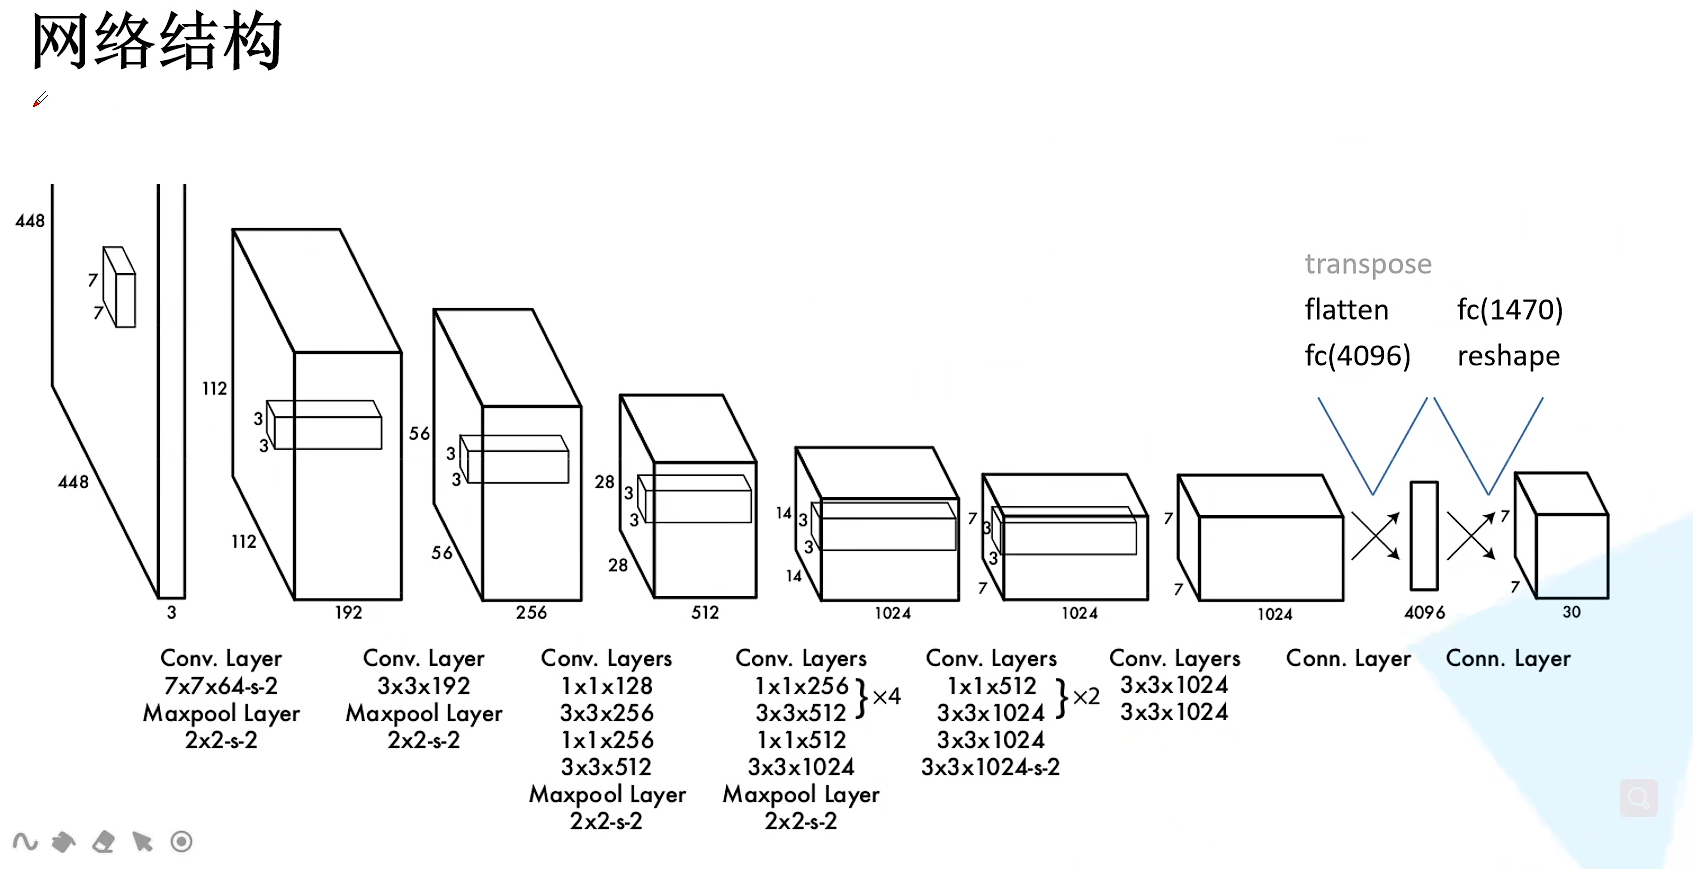 网络结构
transpose
flatten
fc(4096)
fc(1470)
reshape
448
7
7
448
3
112
3
3
112
192
56
3
3
56
256
28
3
3
28
512
14
3
3
14
1024
7
3
3
7
1024
7
7
1024
4096
7
7
30
Conv. Layer
7x7x64-s-2
Maxpool Layer
2x2-s-2
Conv. Layer
3x3x192
Maxpool Layer
2x2-s-2
Conv. Layers
1x1x128
3x3x256
1x1x256
3x3x512
Maxpool Layer
2x2-s-2
Conv. Layers
1x1x256
3x3x512
}×4
1x1x512
3x3x1024
Maxpool Layer
2x2-s-2
Conv. Layers
1x1x512
3x3x1024
}×2
3x3x1024
3x3x1024-s-2
Conv. Layers
3x3x1024
3x3x1024
Conn. Layer
Conn. Layer